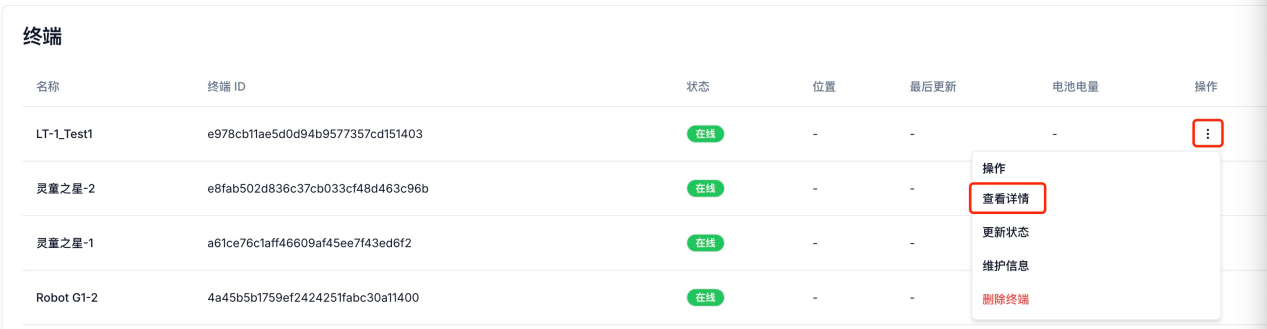 终端
名称 终端 ID 状态 位置 最后更新 电池电量 操作
LT-1_Test1 e978cb11ae5d0d94b9577357cd151403 在线 - - -
操作
灵童之星-2 e8fab502d836c37cb033cf48d463c96b 在线 - - 查看详情
更新状态
灵童之星-1 a61ce76c1aff46609af45ee7f43ed6f2 在线 - -
维护信息
Robot G1-2 4a45b5b1759ef2424251fabc30a11400 在线 - - 删除终端